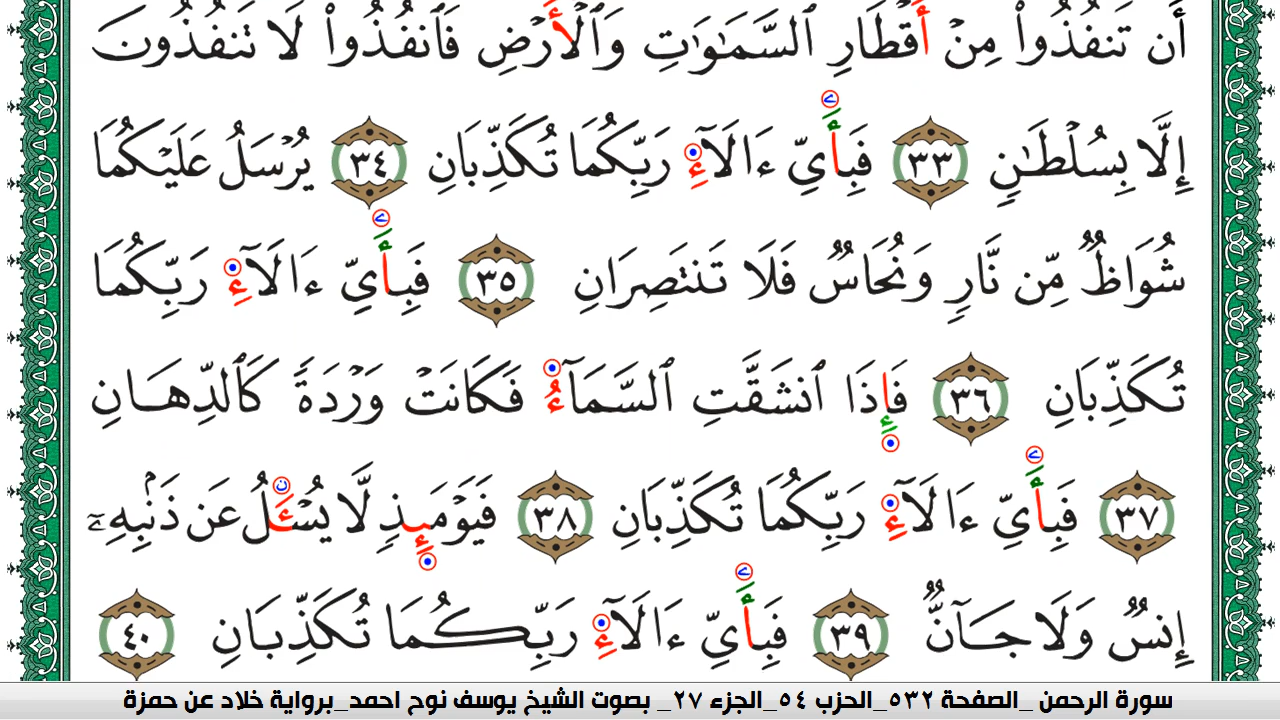 أَن تَنفُذُواْ مِنْ أَقْطَارِ ٱلسَّمَٰوَٰتِ وَٱلْأَرْضِ فَٱنفُذُواْ لَا تَنفُذُونَ
إِلَّا بِسُلْطَٰنٍ ٣٣ فَبِأَيِّ ءَالَآءِ رَبِّكُمَا تُكَذِّبَانِ ٣٤ يُرْسَلُ عَلَيْكُمَا
شُوَاظٌ مِّن نَّارٍ وَنُحَاسٌ فَلَا تَنتَصِرَانِ ٣٥ فَبِأَيِّ ءَالَآءِ رَبِّكُمَا
تُكَذِّبَانِ ٣٦ فَإِذَا ٱنشَقَّتِ ٱلسَّمَآءُ فَكَانَتْ وَرْدَةً كَٱلدِّهَانِ
٣٧ فَبِأَيِّ ءَالَآءِ رَبِّكُمَا تُكَذِّبَانِ ٣٨ فَيَوْمَئِذٍ لَّا يُسْـَٔلُ عَن ذَنۢبِهِۦٓ
إِنسٌ وَلَا جَآنٌّ ٣٩ فَبِأَيِّ ءَالَآءِ رَبِّكُمَا تُكَذِّبَانِ ٤٠
سورة الرحمن _الصفحة ٥٣٢_الحزب ٥٤_الجزء ٢٧_ بصوت الشيخ يوسف نوح احمد_برواية خلاد عن حمزة